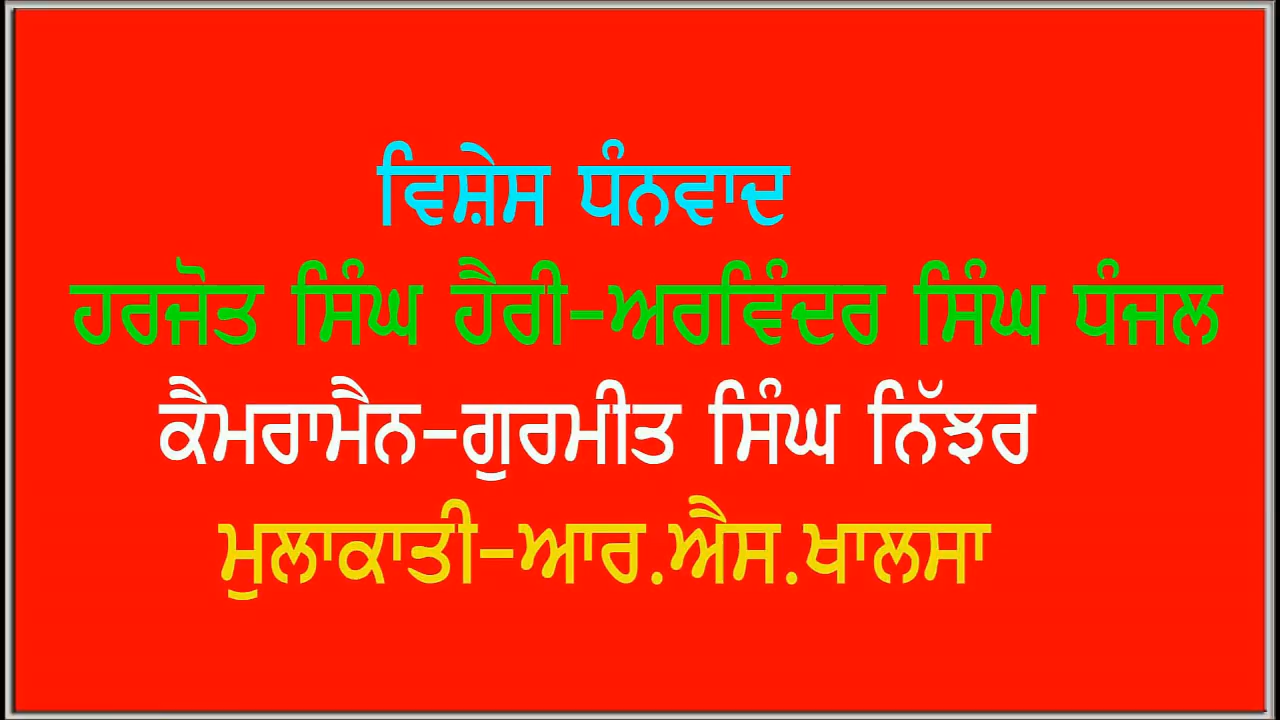 ਵਿਸ਼ੇਸ ਧੰਨਵਾਦ
ਹਰਜੋਤ ਸਿੰਘ ਹੈਰੀ-ਅਰਵਿੰਦਰ ਸਿੰਘ ਧੰਜਲ
ਕੈਮਰਾਮੈਨ-ਗੁਰਮੀਤ ਸਿੰਘ ਨਿੱਝਰ
ਮੁਲਾਕਾਤੀ-ਆਰ.ਐਸ.ਖਾਲਸਾ